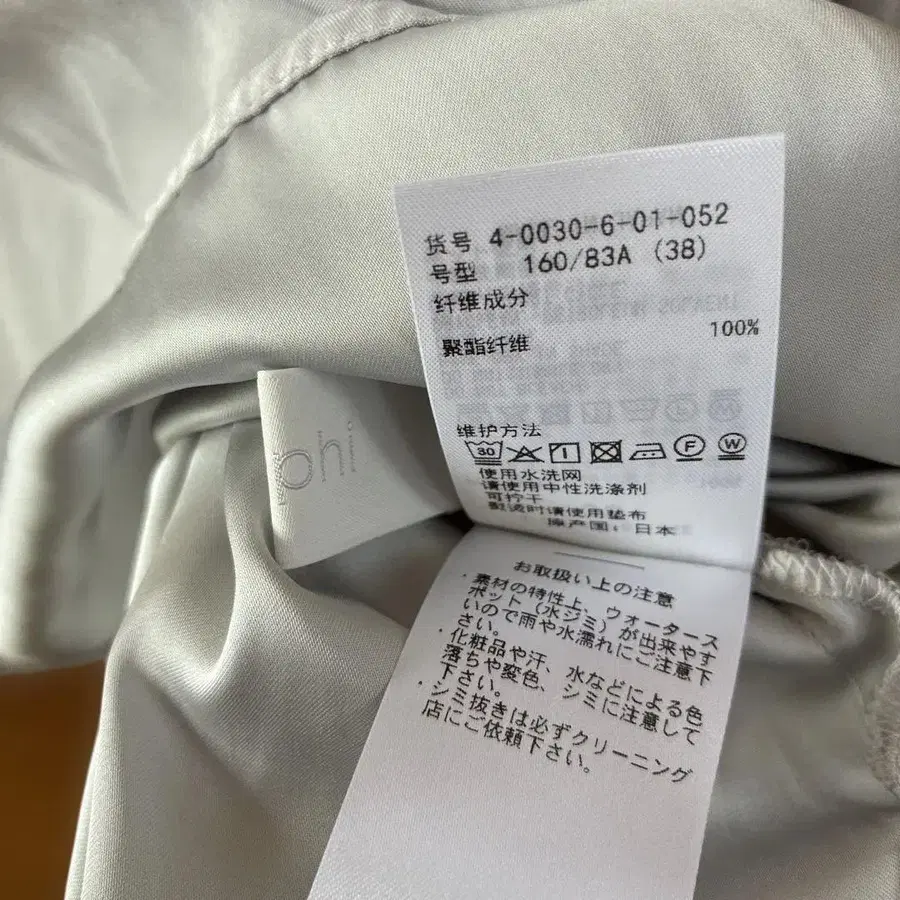 货号 4-0030-6-01-052
号型 160/83A (38)
纤维成分
聚酯纤维 100%
维护方法
30 F W
使用水洗网
请使用中性洗涤剂
可拧干
熨烫时请使用垫布
原产国:日本
お取扱い上の注意
・素材の特性上、ウォータース
ポット(水ジミ)が出来やす
いので雨や水濡れにご注意下
さい。
・化粧品や汗、水などによる色
落ちや変色、シミに注意して
下さい。
・シミ抜きは必ずクリーニング
店にご依頼下さい。